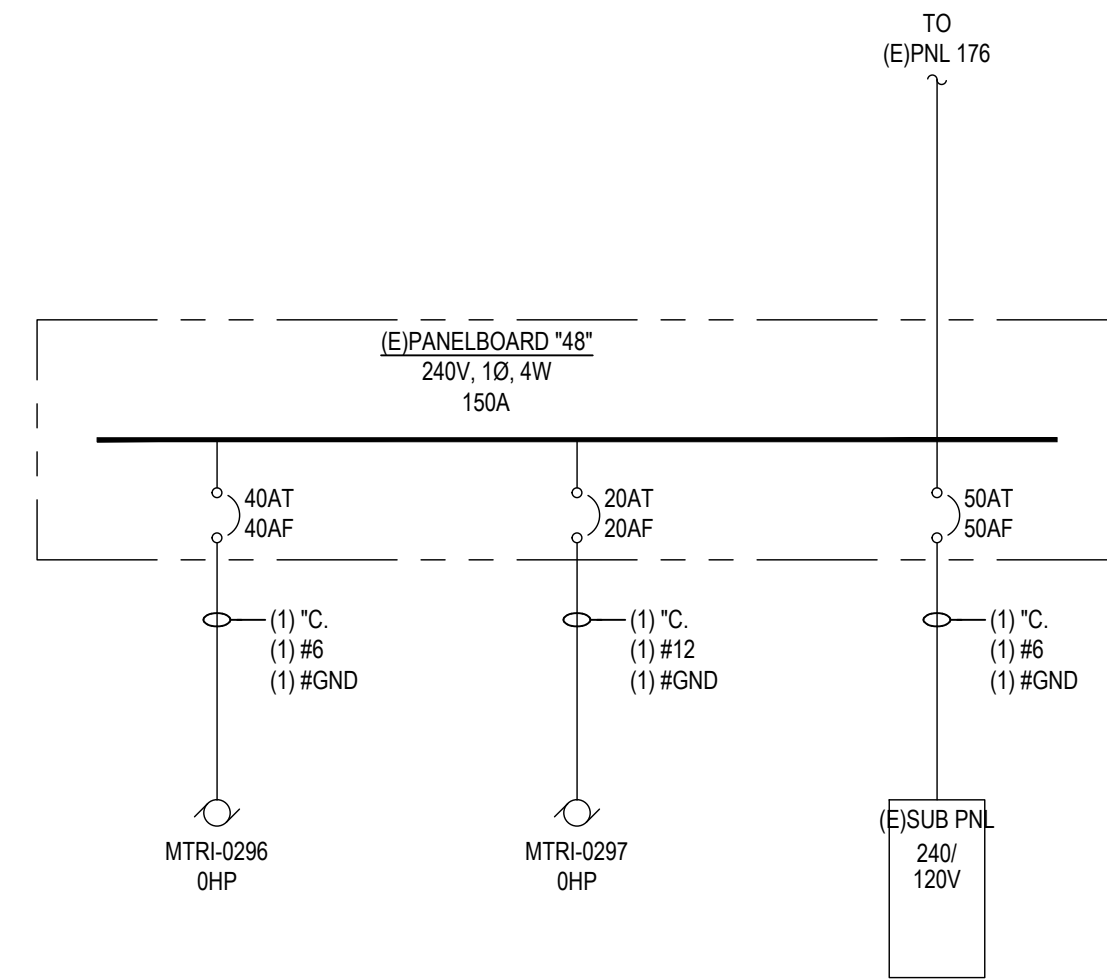 TO
(E)PNL 176
(E)PANELBOARD "48"
240V, 1Ø, 4W
150A
40AT
40AF
20AT
20AF
50AT
50AF
(1) "C.
(1) #6
(1) #GND
(1) "C.
(1) #12
(1) #GND
(1) "C.
(1) #6
(1) #GND
MTRI-0296
0HP
MTRI-0297
0HP
(E)SUB PNL
240/
120V